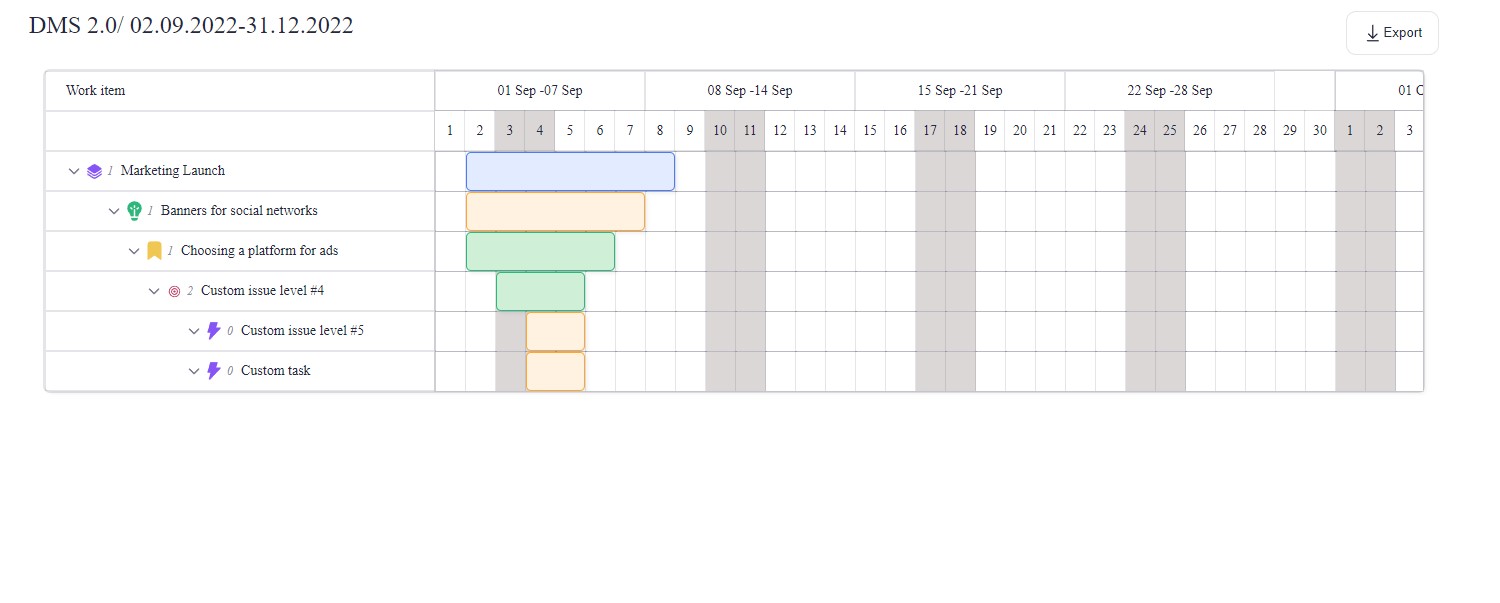 DMS 2.0/ 02.09.2022-31.12.2022
Export
Work item 01 Sep -07 Sep 08 Sep -14 Sep 15 Sep -21 Sep 22 Sep -28 Sep 01 C
1 2 3 4 5 6 7 8 9 10 11 12 13 14 15 16 17 18 19 20 21 22 23 24 25 26 27 28 29 30 1 2 3
1 Marketing Launch
1 Banners for social networks
1 Choosing a platform for ads
2 Custom issue level #4
0 Custom issue level #5
0 Custom task